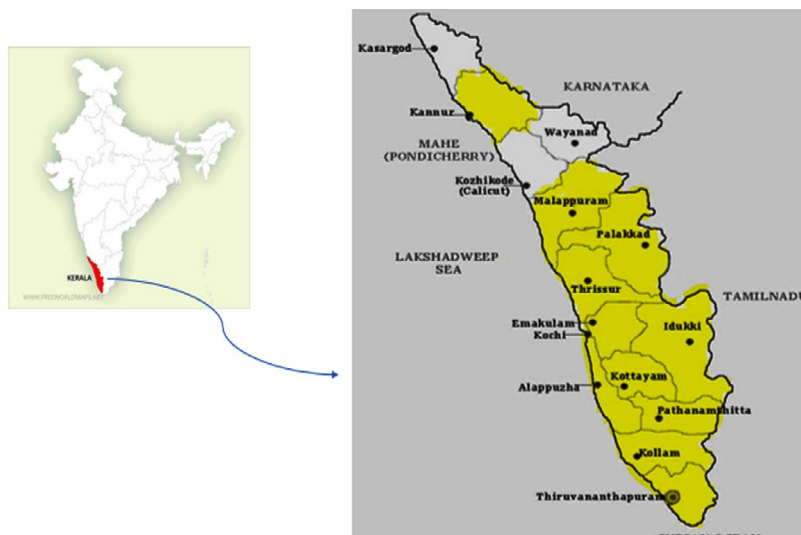 KERALA
WWW.FREEWORLDMAPS.NET
Kasargod
KARNATAKA
Kannur
Wayanad
MAHE
(PONDICHERRY)
Kozhikode
(Calicut)
Malappuram
Palakkad
LAKSHADWEEP
SEA
Thrissur
TAMILNADU
Emakulam
Kochi
Idukki
Kottayam
Alappuzha
Pathanamthitta
Kollam
Thiruvananthapuram